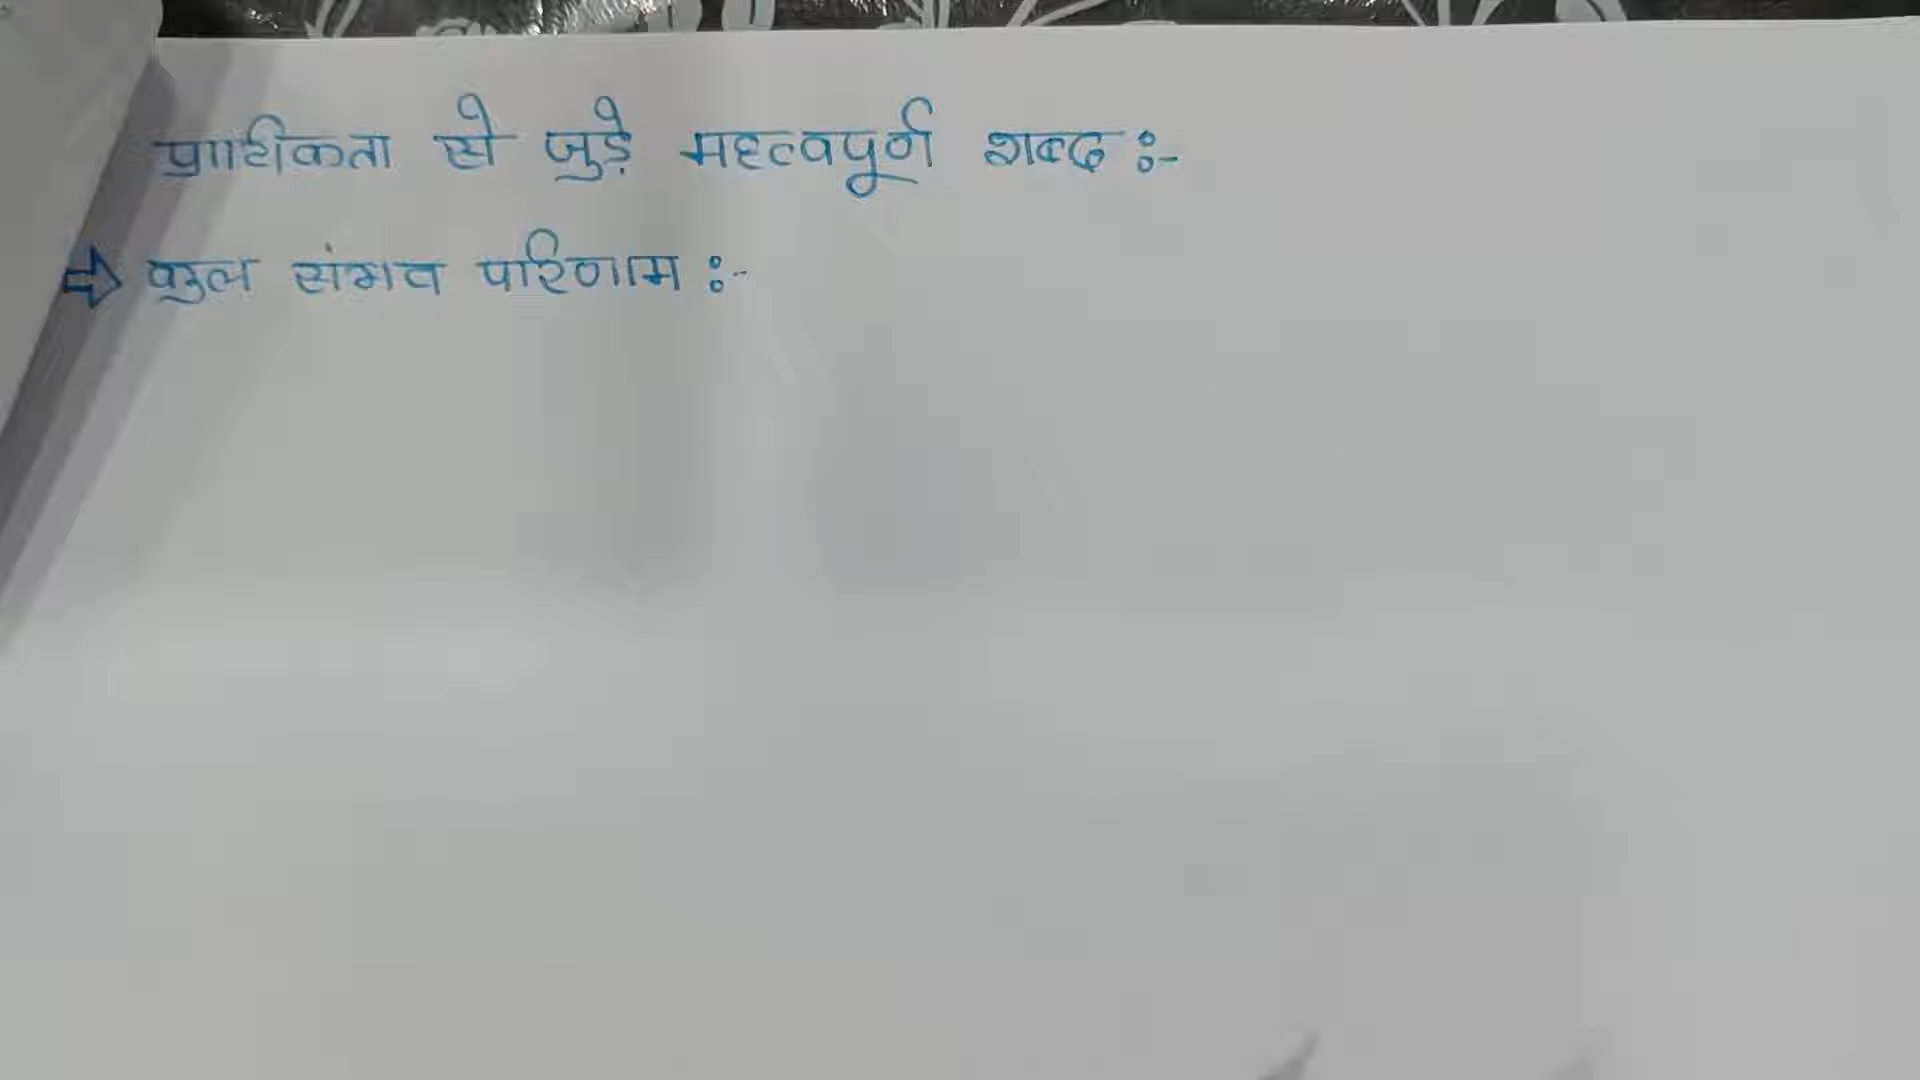 प्रायिकता से जुड़े महत्वपूर्ण शब्द :-
⇒ कुल संभव परिणाम :-